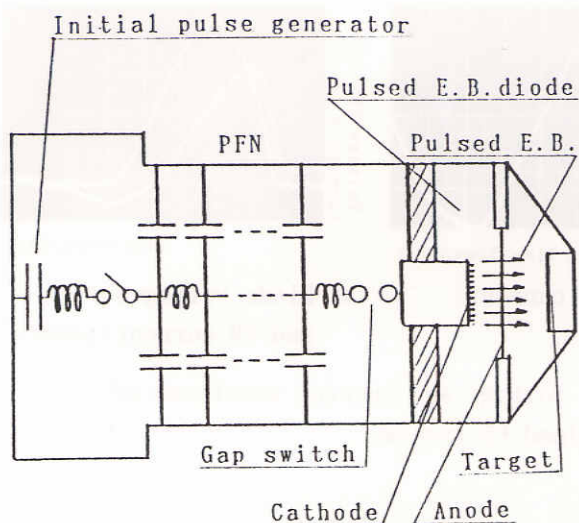 Initial pulse generator
Pulsed E.B.diode
PFN
Pulsed E.B.
Gap switch
Target
Cathode
Anode